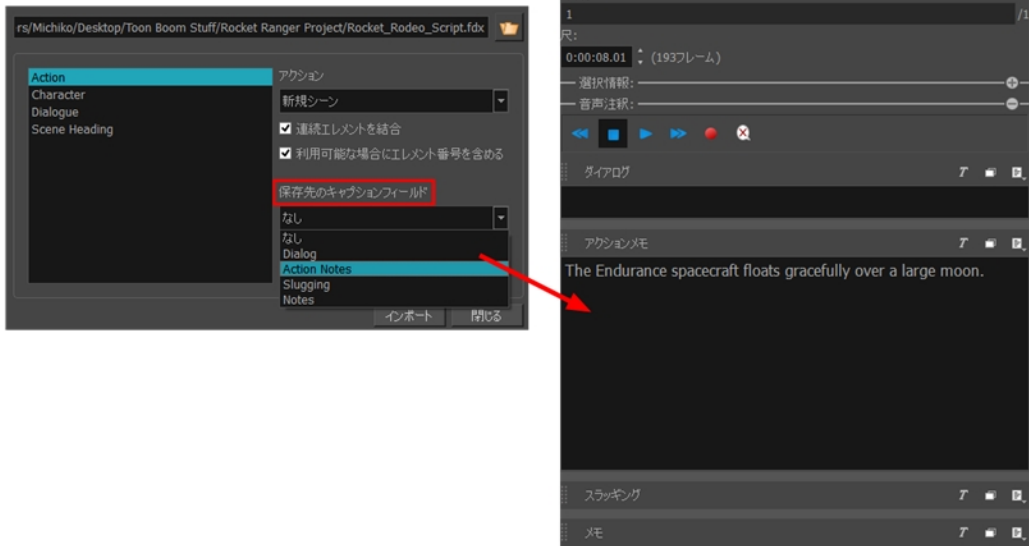 rs/Michiko/Desktop/Toon Boom Stuff/Rocket Ranger Project/Rocket_Rodeo_Script.fdx
Action
Character
Dialogue
Scene Heading
アクション
新規シーン
連続エレメントを結合
利用可能な場合にエレメント番号を含める
保存先のキャプションフィールド
なし
なし
Dialog
Action Notes
Slugging
Notes
インポート
閉じる
1
/1
尺:
0:00:08.01 (193フレーム)
選択情報:
音声注釈:
ダイアログ
アクションメモ
The Endurance spacecraft floats gracefully over a large moon.
スラッギング
メモ